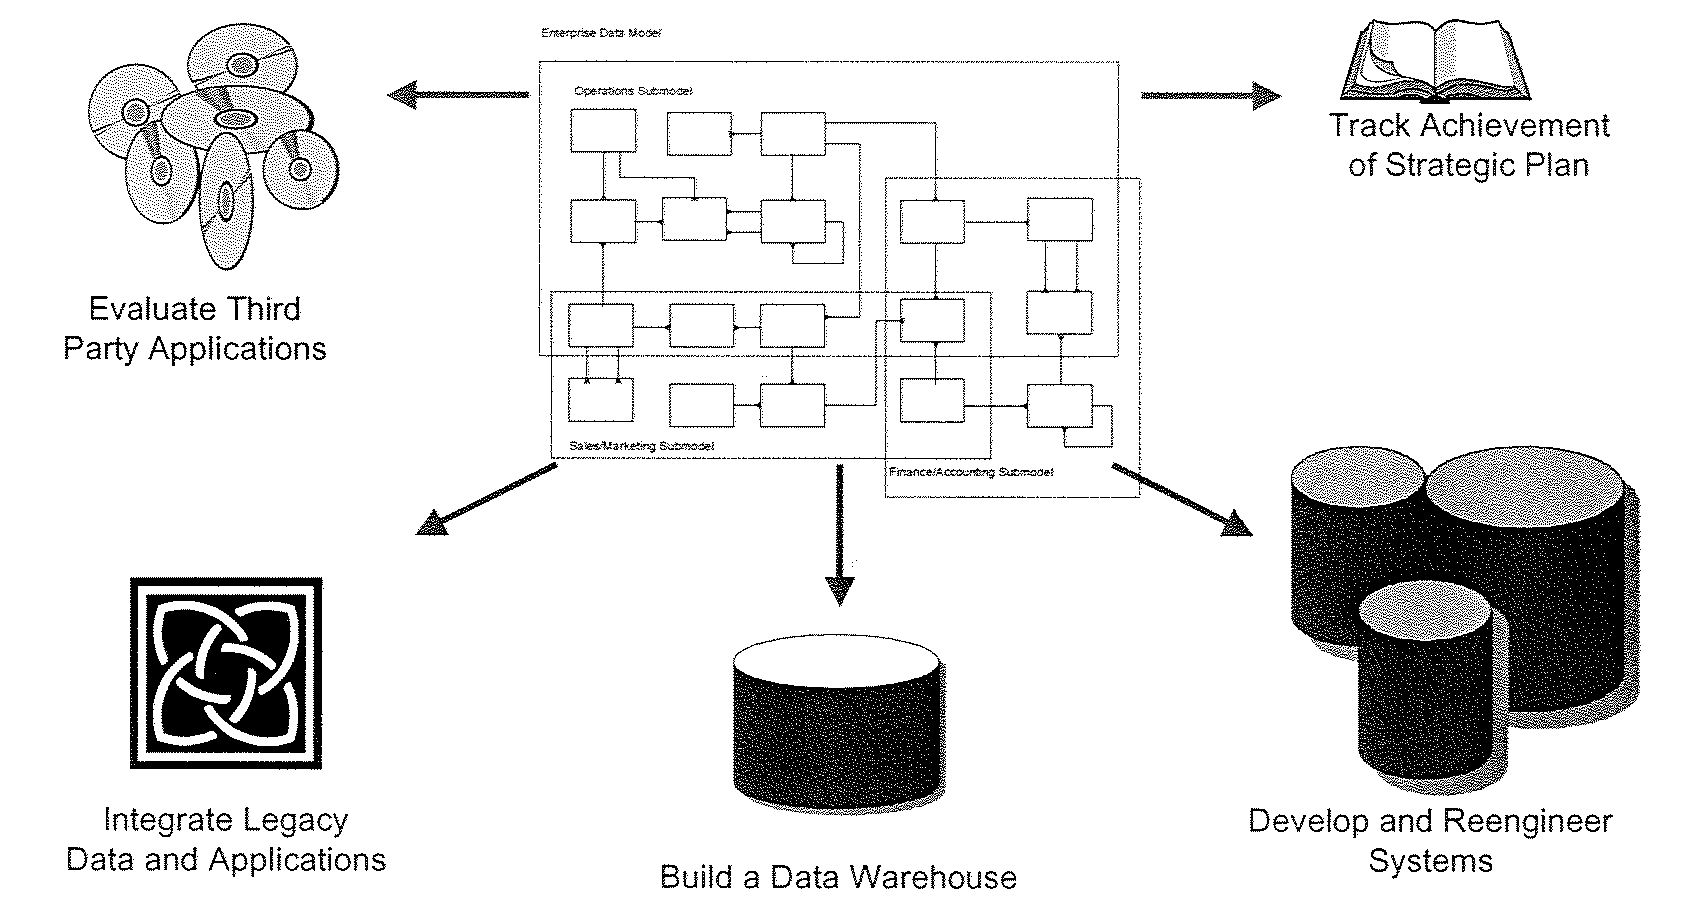 Enterprise Data Model
Operations Submodel
Track Achievement
of Strategic Plan
Evaluate Third
Party Applications
Sales/Marketing Submodel
Finance/Accounting Submodel
Integrate Legacy
Data and Applications
Build a Data Warehouse
Develop and Reengineer
Systems